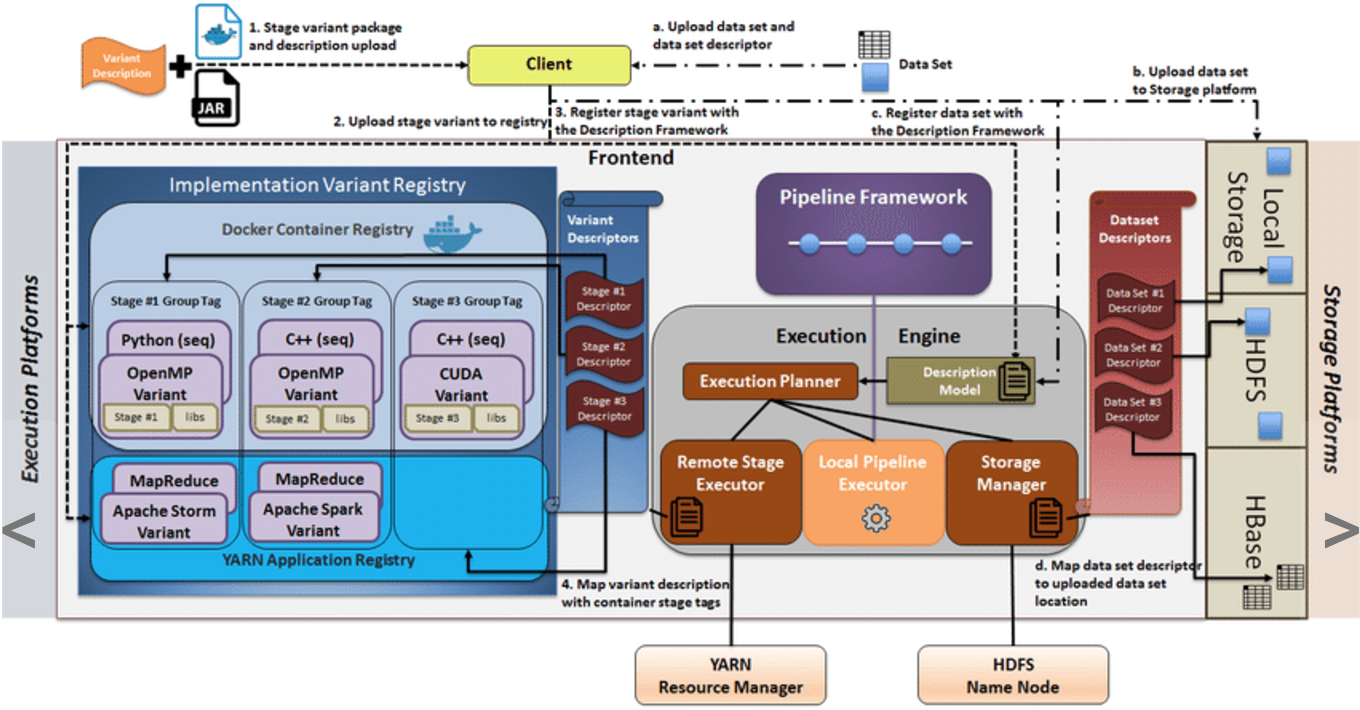 1. Stage variant package
and description upload
Variant
Description
JAR
Client
a. Upload data set and
data set descriptor
Data Set
b. Upload data set
to Storage platform
2. Upload stage variant to registry
3. Register stage variant with
the Description Framework
c. Register data set with
the Description Framework
Frontend
Execution Platforms
<
Implementation Variant Registry
Docker Container Registry
Stage #1 Group Tag
Python (seq)
OpenMP
Variant
Stage #1
libs
Stage #2 Group Tag
C++ (seq)
OpenMP
Variant
Stage #2
libs
Stage #3 Group Tag
C++ (seq)
CUDA
Variant
Stage #3
libs
MapReduce
Apache Storm
Variant
MapReduce
Apache Spark
Variant
YARN Application Registry
Variant
Descriptors
Stage #1
Descriptor
Stage #2
Descriptor
Stage #3
Descriptor
4. Map variant description
with container stage tags
Pipeline Framework
Execution Engine
Execution Planner
Description
Model
Remote Stage
Executor
Local Pipeline
Executor
Storage
Manager
Dataset
Descriptors
Data Set #1
Descriptor
Data Set #2
Descriptor
Data Set #3
Descriptor
d. Map data set descriptor
to uploaded data set
location
Local
Storage
HDFS
HBase
Storage Platforms
>
YARN
Resource Manager
HDFS
Name Node